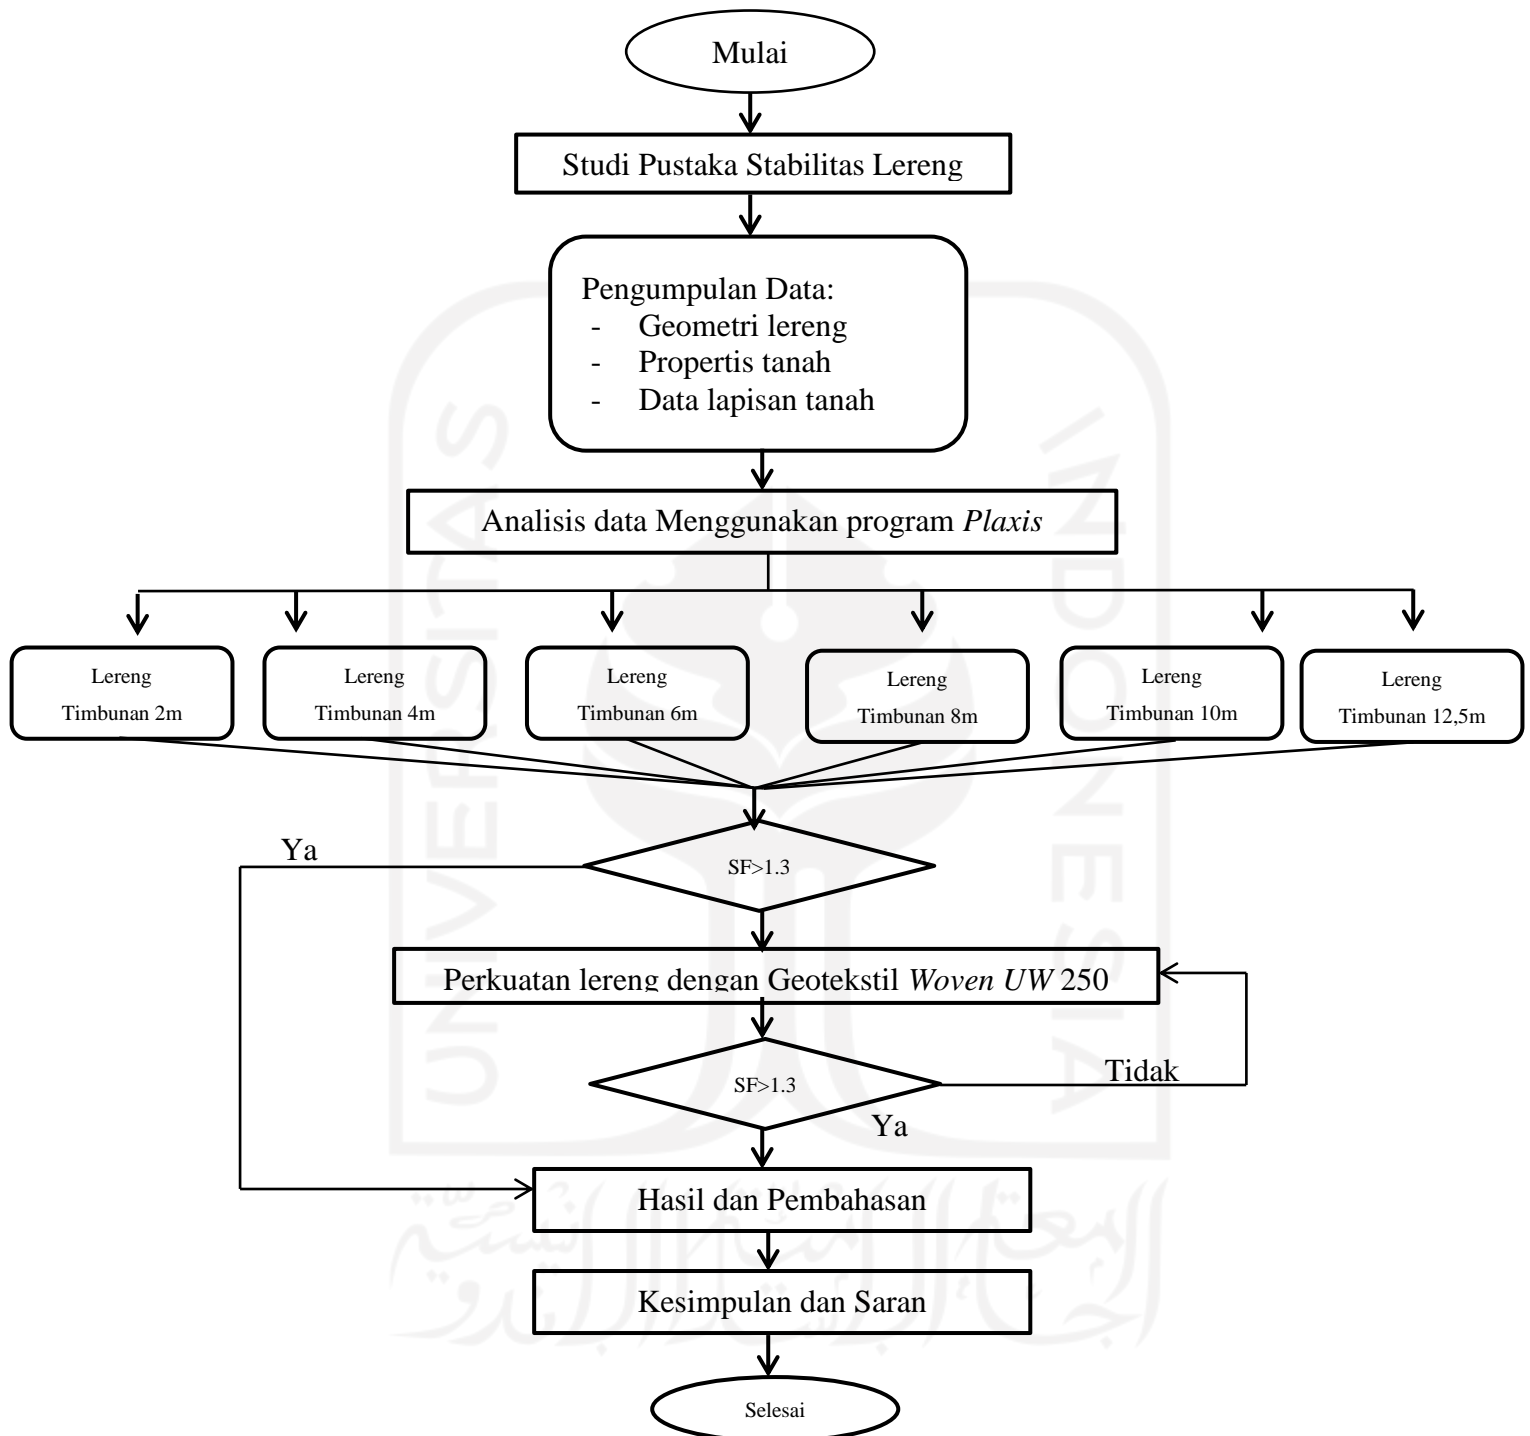 Mulai
Studi Pustaka Stabilitas Lereng
Pengumpulan Data:
- Geometri lereng
- Propertis tanah
- Data lapisan tanah
Analisis data Menggunakan program Plaxis
Lereng
Timbunan 2m
Lereng
Timbunan 4m
Lereng
Timbunan 6m
Lereng
Timbunan 8m
Lereng
Timbunan 10m
Lereng
Timbunan 12,5m
Ya
SF>1.3
Perkuatan lereng dengan Geotekstil Woven UW 250
SF>1.3
Tidak
Ya
Hasil dan Pembahasan
Kesimpulan dan Saran
Selesai
UNIVERSITAS
INDONESIA